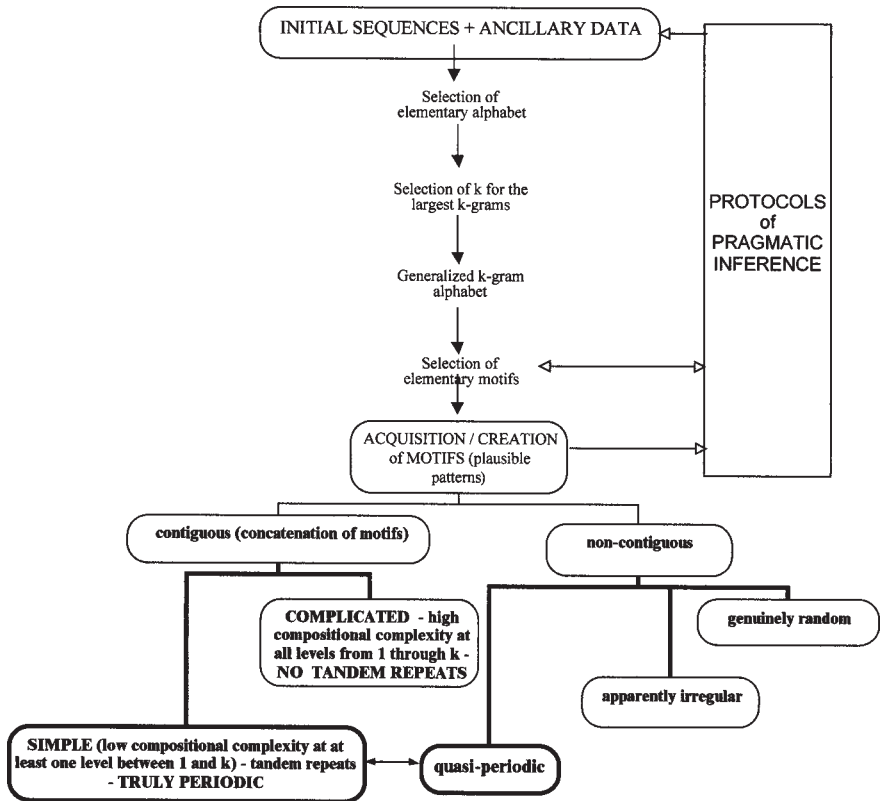 INITIAL SEQUENCES + ANCILLARY DATA
Selection of
elementary alphabet
Selection of k for the
largest k-grams
PROTOCOLS
of
PRAGMATIC
INFERENCE
Generalized k-gram
alphabet
Selection of
elementary motifs
ACQUISITION / CREATION
of MOTIFS (plausible
patterns)
contiguous (concatenation of motifs)
non-contiguous
COMPLICATED - high
compositional complexity at
all levels from 1 through k -
NO TANDEM REPEATS
genuinely random
apparently irregular
SIMPLE (low compositional complexity at at
least one level between 1 and k) - tandem repeats
- TRULY PERIODIC
quasi-periodic